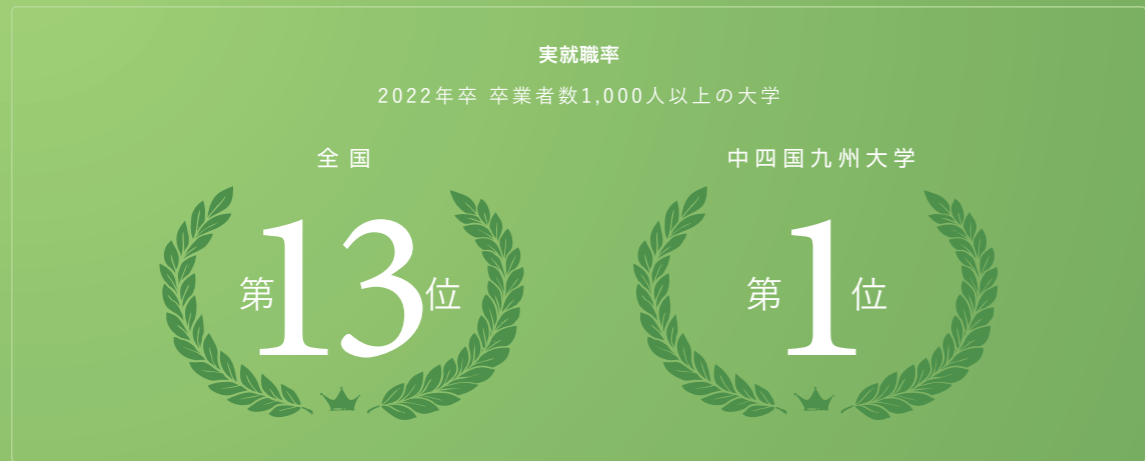 実就職率
2022年卒 卒業者数1,000人以上の大学
全国
第13位
中四国九州大学
第1位